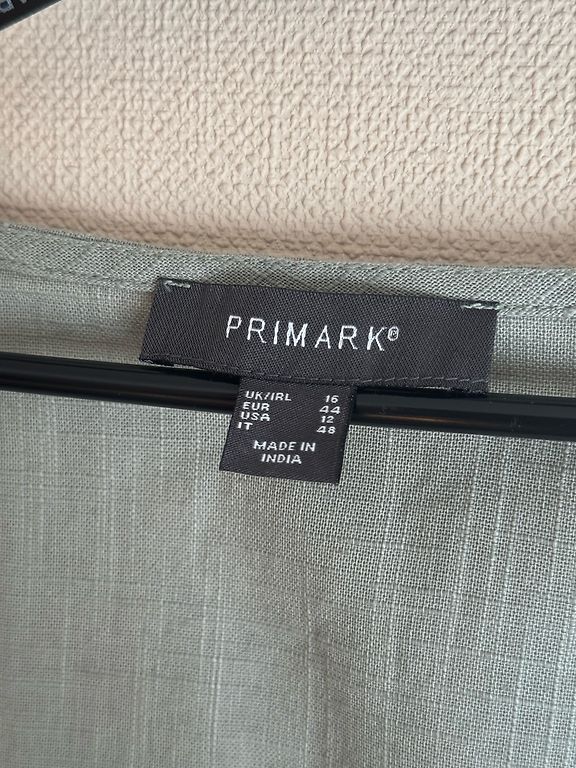 PRIMARK®
UK/IRL 16
EUR 44
USA 12
IT 48
MADE IN
INDIA